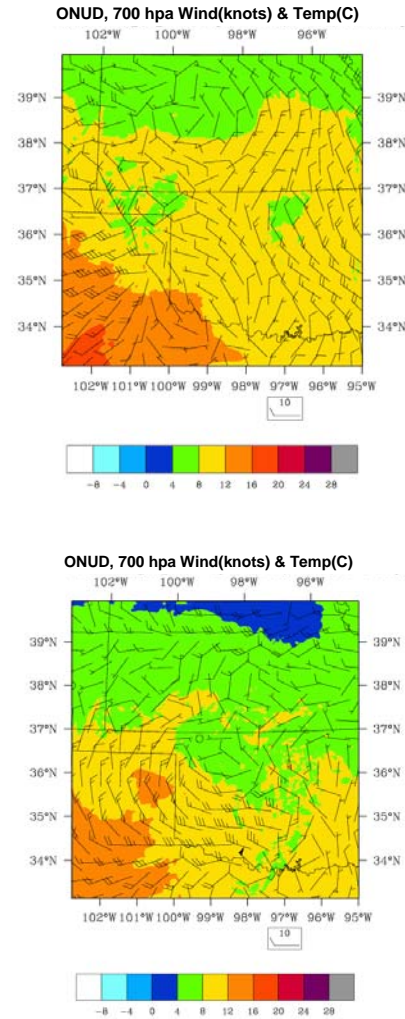 ONUD, 700 hpa Wind(knots) & Temp(C)
102°W 100°W 98°W 96°W
39°N 39°N
38°N 38°N
37°N 37°N
36°N 36°N
35°N 35°N
34°N 34°N
102°W 101°W 100°W 99°W 98°W 97°W 96°W 95°W
10
-8 -4 0 4 8 12 16 20 24 28
ONUD, 700 hpa Wind(knots) & Temp(C)
102°W 100°W 98°W 96°W
39°N 39°N
38°N 38°N
37°N 37°N
36°N 36°N
35°N 35°N
34°N 34°N
102°W 101°W 100°W 99°W 98°W 97°W 96°W 95°W
10
-8 -4 0 4 8 12 16 20 24 28